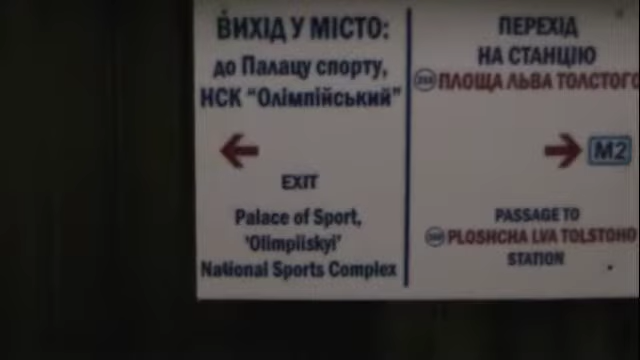 ВИХІД У МІСТО:
до Палацу спорту,
НСК "Олімпійський"
EXIT
Palace of Sport,
'Olimpiiskyi'
National Sports Complex
ПЕРЕХІД
НА СТАНЦІЮ
ПЛОЩА ЛЬВА ТОЛСТОГО
M2
PASSAGE TO
PLOSHCHA LVA TOLSTOHO
STATION